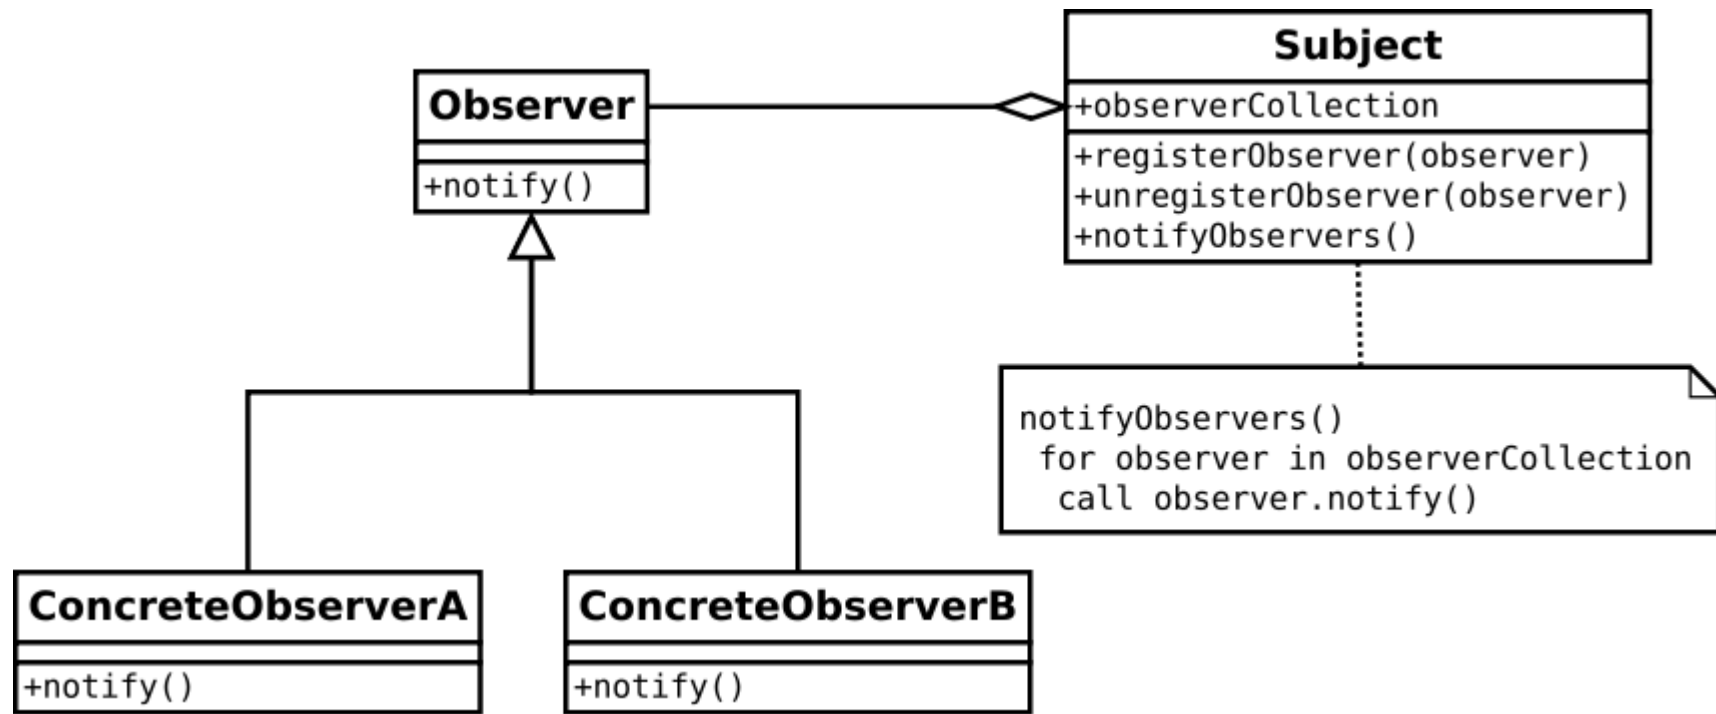 Subject
+observerCollection
+registerObserver(observer)
+unregisterObserver(observer)
+notifyObservers()
Observer
+notify()
notifyObservers()
for observer in observerCollection
call observer.notify()
ConcreteObserverA
+notify()
ConcreteObserverB
+notify()